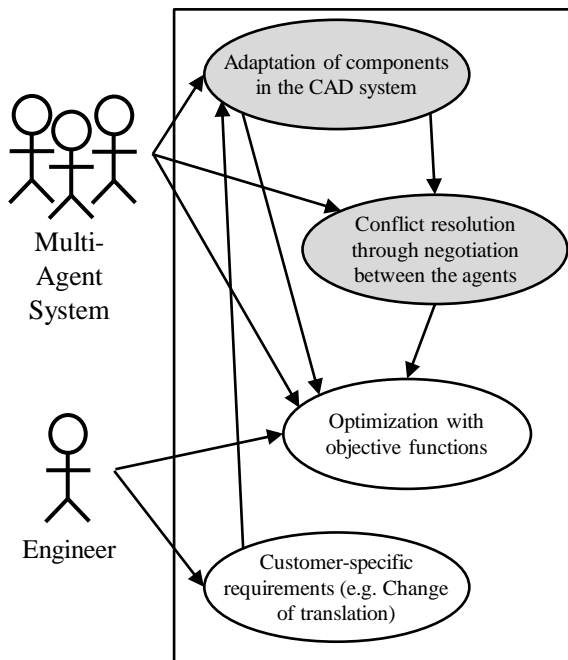 Adaptation of components
in the CAD system
Multi-
Agent
System
Conflict resolution
through negotiation
between the agents
Optimization with
objective functions
Engineer
Customer-specific
requirements (e.g. Change
of translation)